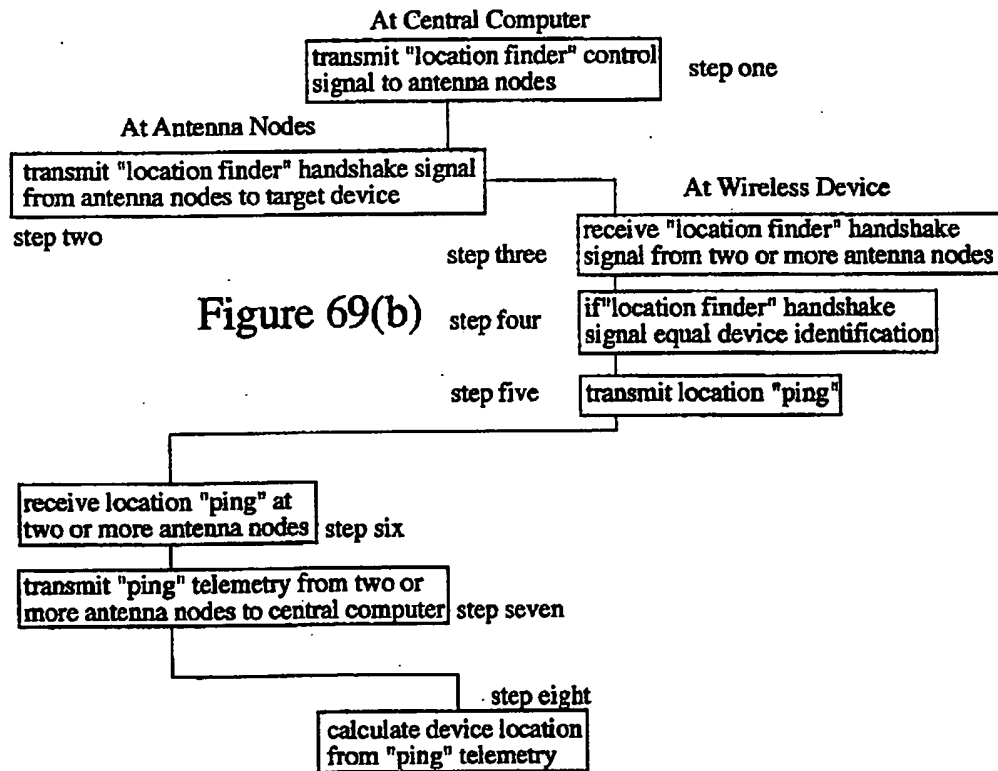 At Central Computer
transmit "location finder" control
signal to antenna nodes
step one
At Antenna Nodes
transmit "location finder" handshake signal
from antenna nodes to target device
step two
At Wireless Device
receive "location finder" handshake
signal from two or more antenna nodes
step three
Figure 69(b)
if"location finder" handshake
signal equal device identification
step four
step five
transmit location "ping"
receive location "ping" at
two or more antenna nodes
step six
transmit "ping" telemetry from two or
more antenna nodes to central computer
step seven
step eight
calculate device location
from "ping" telemetry